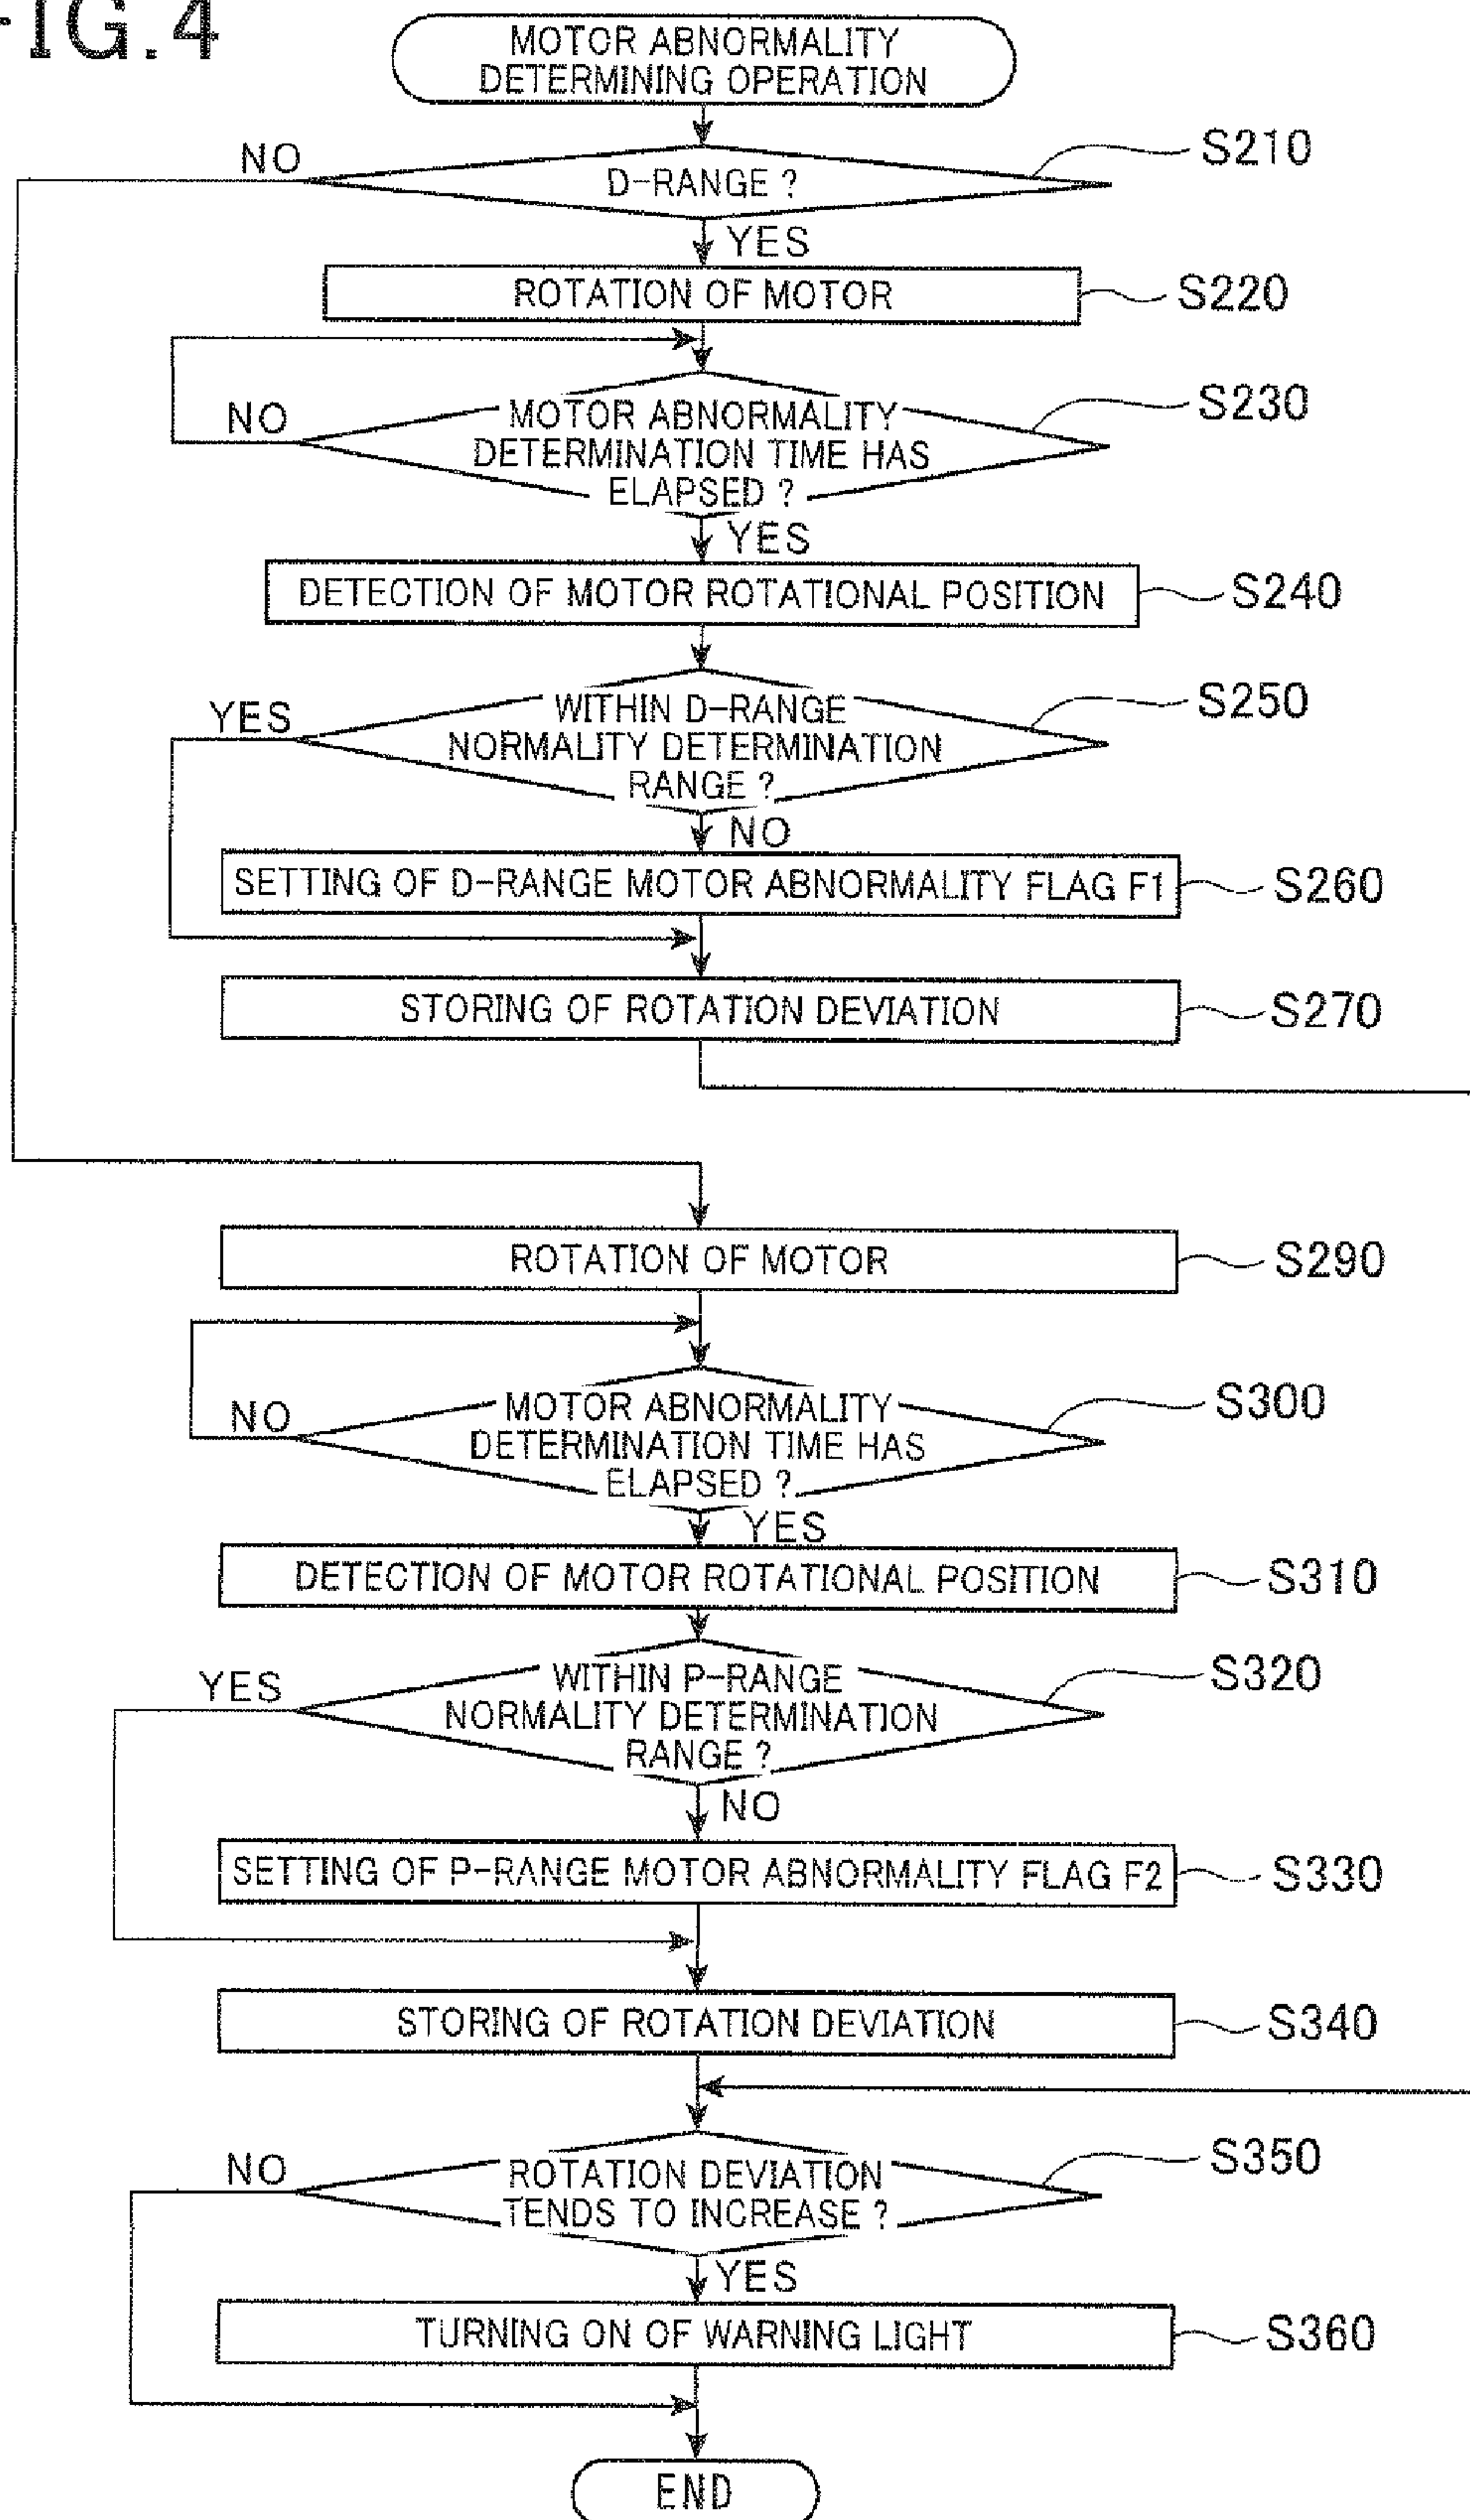 FIG.4
MOTOR ABNORMALITY
DETERMINING OPERATION
NO
D-RANGE ?
S210
YES
ROTATION OF MOTOR
S220
NO
MOTOR ABNORMALITY
DETERMINATION TIME HAS
ELAPSED ?
S230
YES
DETECTION OF MOTOR ROTATIONAL POSITION
S240
YES
WITHIN D-RANGE
NORMALITY DETERMINATION
RANGE ?
S250
NO
SETTING OF D-RANGE MOTOR ABNORMALITY FLAG F1
S260
STORING OF ROTATION DEVIATION
S270
ROTATION OF MOTOR
S290
NO
MOTOR ABNORMALITY
DETERMINATION TIME HAS
ELAPSED ?
S300
YES
DETECTION OF MOTOR ROTATIONAL POSITION
S310
YES
WITHIN P-RANGE
NORMALITY DETERMINATION
RANGE ?
S320
NO
SETTING OF P-RANGE MOTOR ABNORMALITY FLAG F2
S330
STORING OF ROTATION DEVIATION
S340
NO
ROTATION DEVIATION
TENDS TO INCREASE ?
S350
YES
TURNING ON OF WARNING LIGHT
S360
END